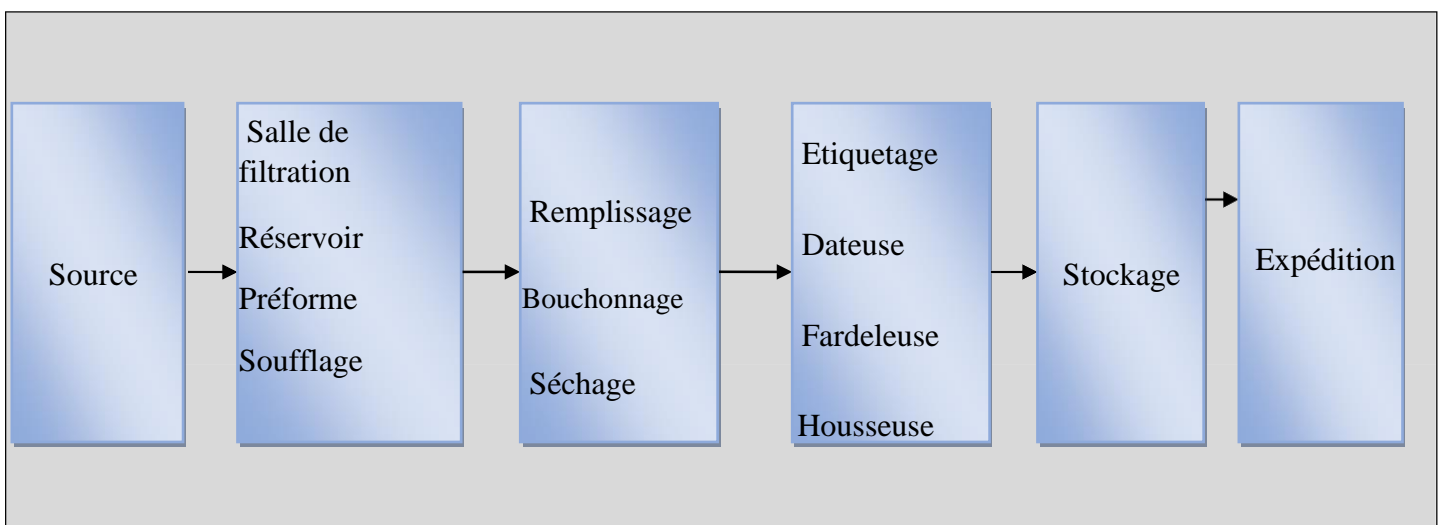 Source
Salle de
filtration
Réservoir
Préforme
Soufflage
Remplissage
Bouchonnage
Séchage
Etiquetage
Dateuse
Fardeleuse
Housseuse
Stockage
Expédition